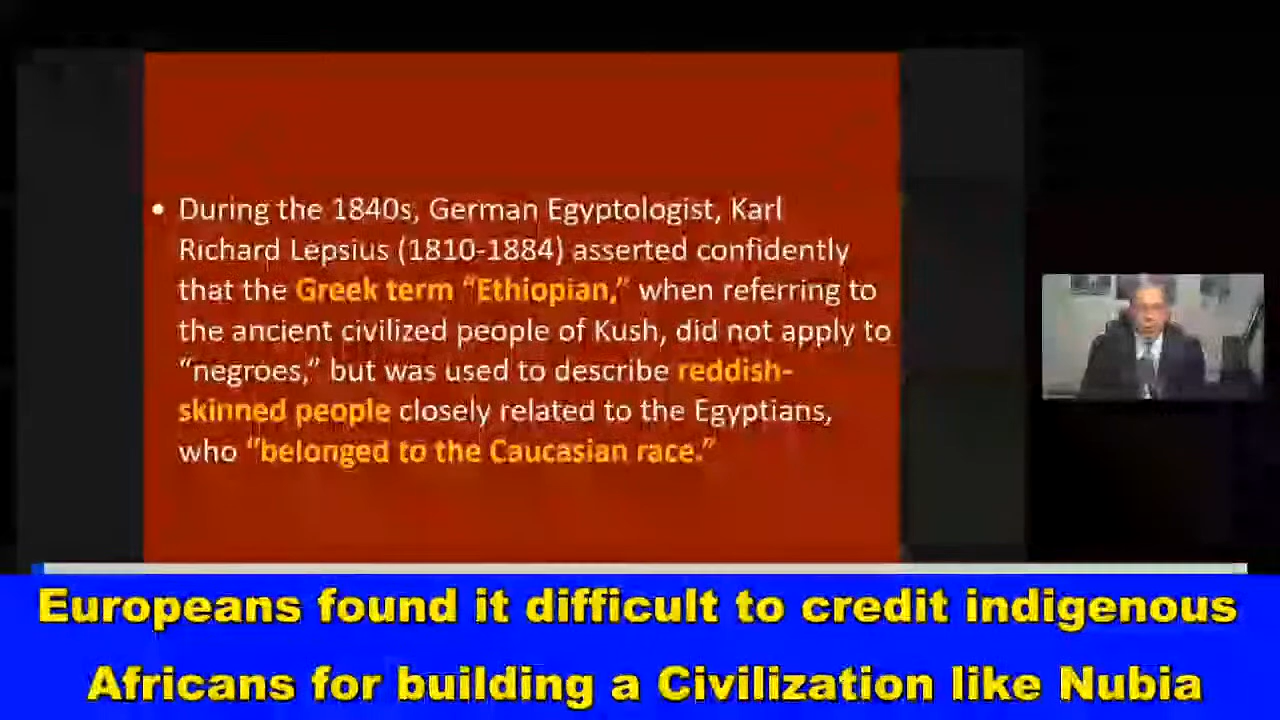 • During the 1840s, German Egyptologist, Karl
Richard Lepsius (1810-1884) asserted confidently
that the Greek term “Ethiopian,” when referring to
the ancient civilized people of Kush, did not apply to
“negroes,” but was used to describe reddish-
skinned people closely related to the Egyptians,
who “belonged to the Caucasian race.”
Europeans found it difficult to credit indigenous
Africans for building a Civilization like Nubia